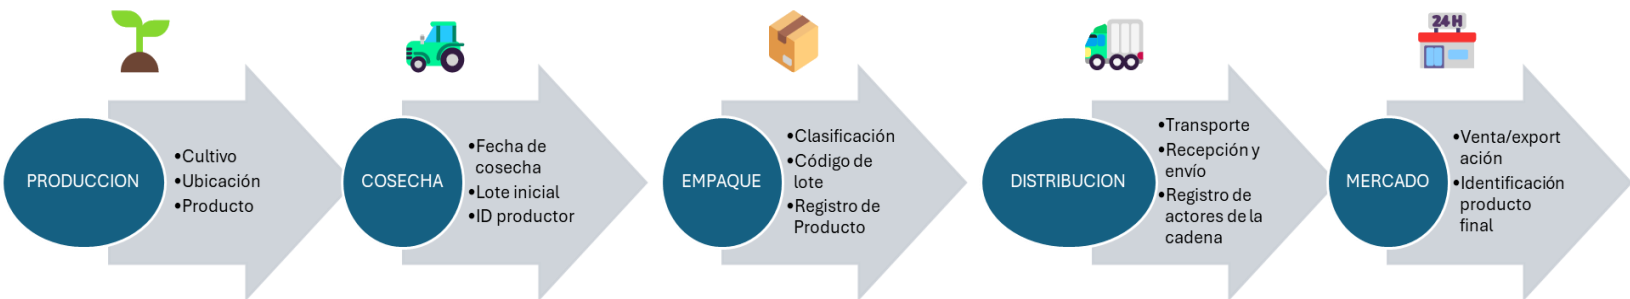 24H
PRODUCCION
•Cultivo
•Ubicación
•Producto
COSECHA
•Fecha de
cosecha
•Lote inicial
•ID productor
EMPAQUE
•Clasificación
•Código de
lote
•Registro de
Producto
DISTRIBUCION
•Transporte
•Recepción y
envío
•Registro de
actores de la
cadena
MERCADO
•Venta/export
ación
•Identificación
producto
final